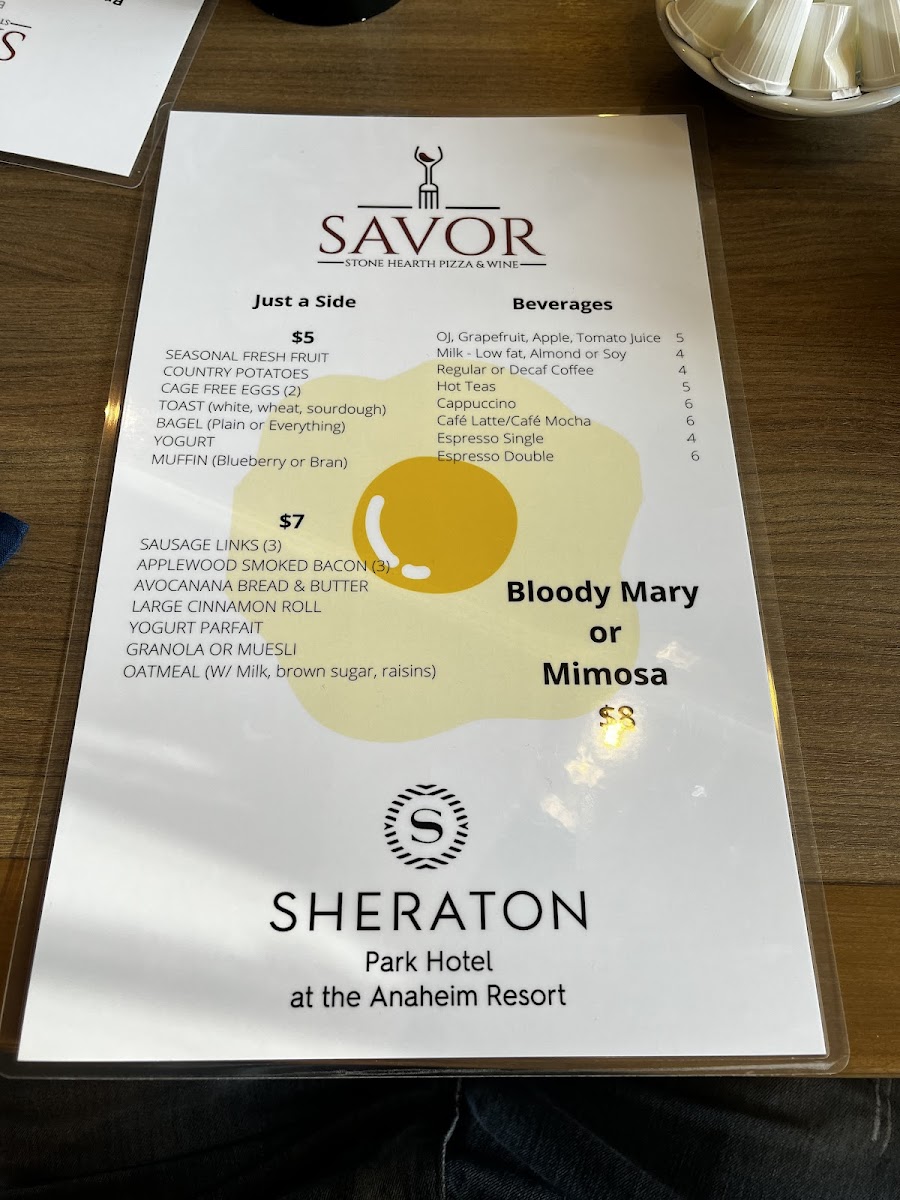 SAVOR
STONE HEARTH PIZZA & WINE
Just a Side
$5
SEASONAL FRESH FRUIT
COUNTRY POTATOES
CAGE FREE EGGS (2)
TOAST (white, wheat, sourdough)
BAGEL (Plain or Everything)
YOGURT
MUFFIN (Blueberry or Bran)
$7
SAUSAGE LINKS (3)
APPLEWOOD SMOKED BACON (3)
AVOCANANA BREAD & BUTTER
LARGE CINNAMON ROLL
YOGURT PARFAIT
GRANOLA OR MUESLI
OATMEAL (W/ Milk, brown sugar, raisins)
Beverages
OJ, Grapefruit, Apple, Tomato Juice 5
Milk - Low fat, Almond or Soy 4
Regular or Decaf Coffee 4
Hot Teas 5
Cappuccino 6
Café Latte/Café Mocha 6
Espresso Single 4
Espresso Double 6
Bloody Mary
or
Mimosa
$8
S
SHERATON
Park Hotel
at the Anaheim Resort